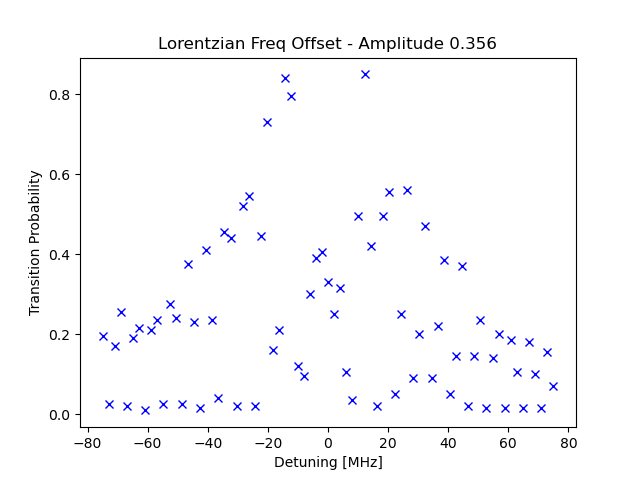 Lorentzian Freq Offset - Amplitude 0.356
Transition Probability
0.8
0.6
0.4
0.2
0.0
−80 −60 −40 −20 0 20 40 60 80
Detuning [MHz]